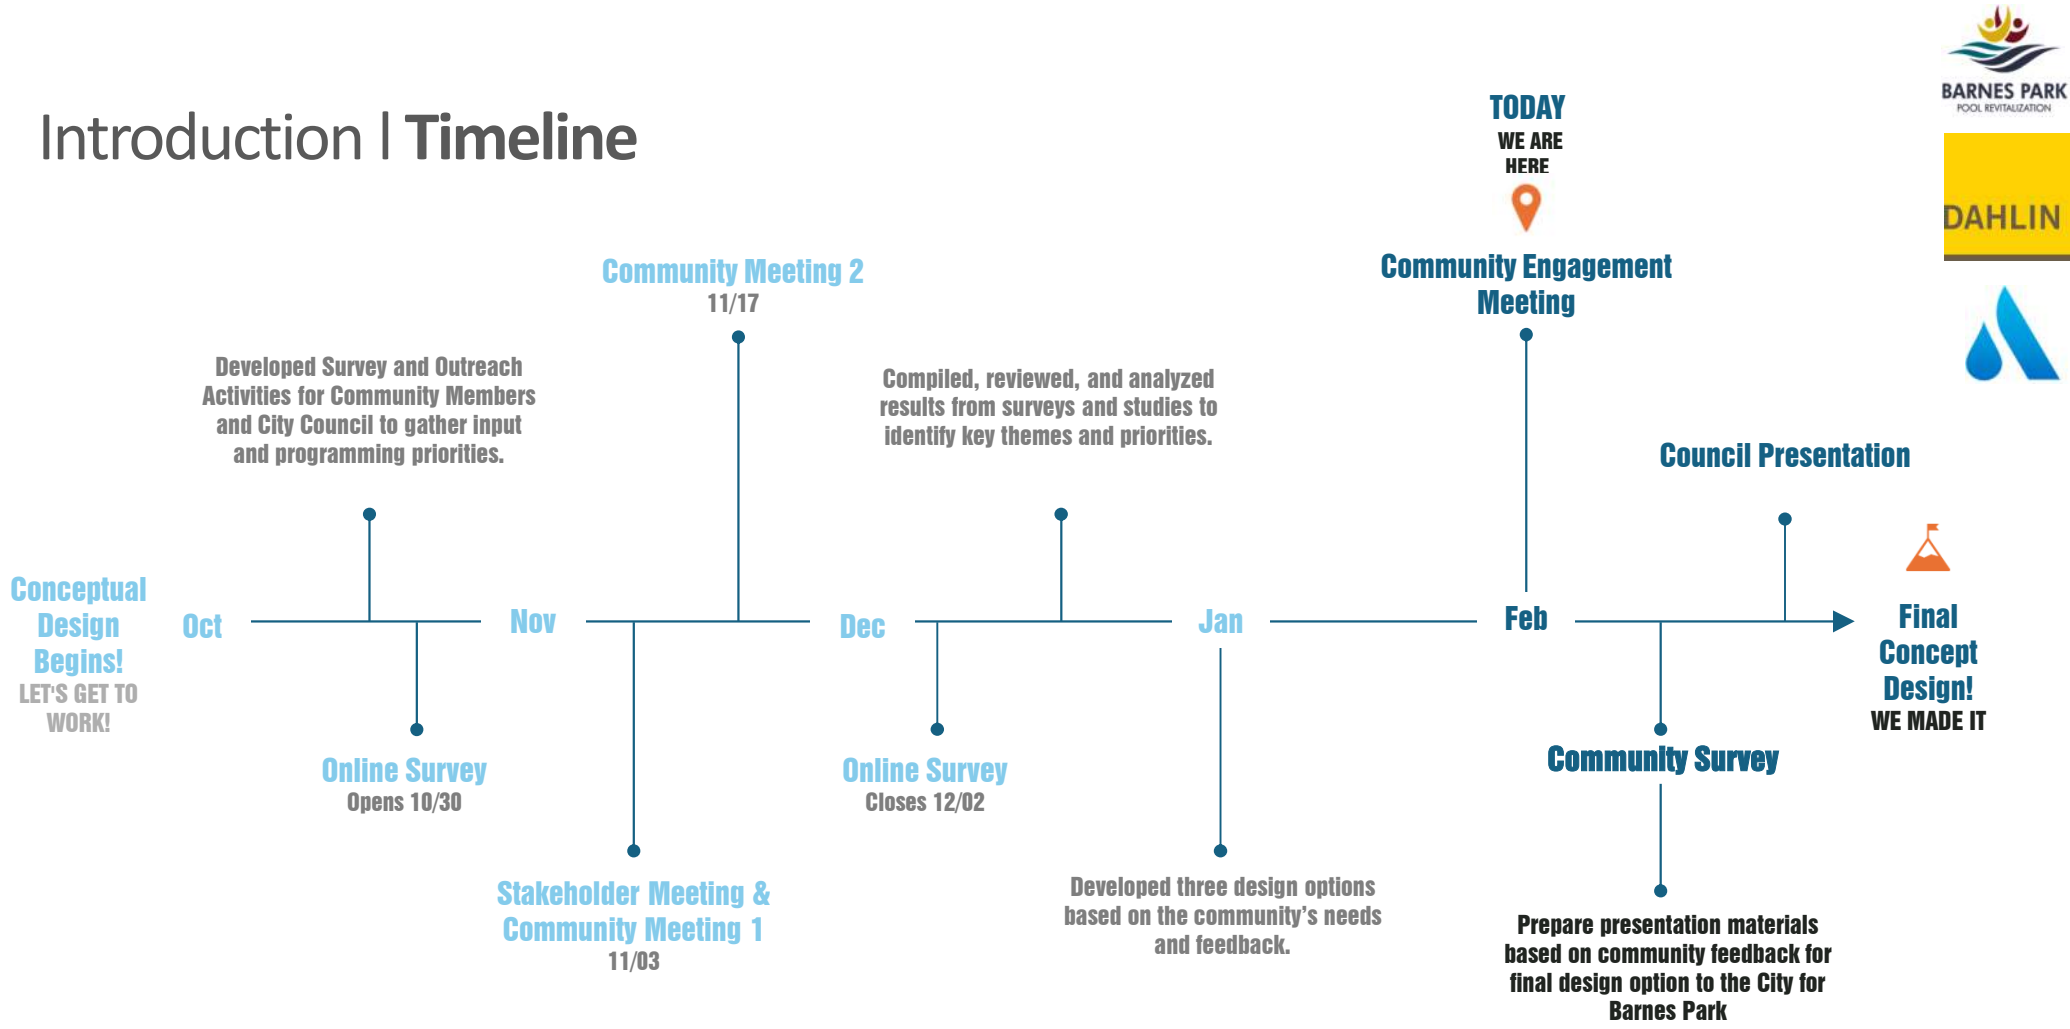 Introduction | Timeline
BARNES PARK
POOL REVITALIZATION
DAHLIN
TODAY
WE ARE
HERE
Community Engagement
Meeting
Community Meeting 2
11/17
Developed Survey and Outreach
Activities for Community Members
and City Council to gather input
and programming priorities.
Compiled, reviewed, and analyzed
results from surveys and studies to
identify key themes and priorities.
Council Presentation
Conceptual
Design
Begins!
LET'S GET TO
WORK!
Oct
Nov
Dec
Jan
Feb
Final
Concept
Design!
WE MADE IT
Online Survey
Opens 10/30
Online Survey
Closes 12/02
Community Survey
Stakeholder Meeting &
Community Meeting 1
11/03
Developed three design options
based on the community’s needs
and feedback.
Prepare presentation materials
based on community feedback for
final design option to the City for
Barnes Park